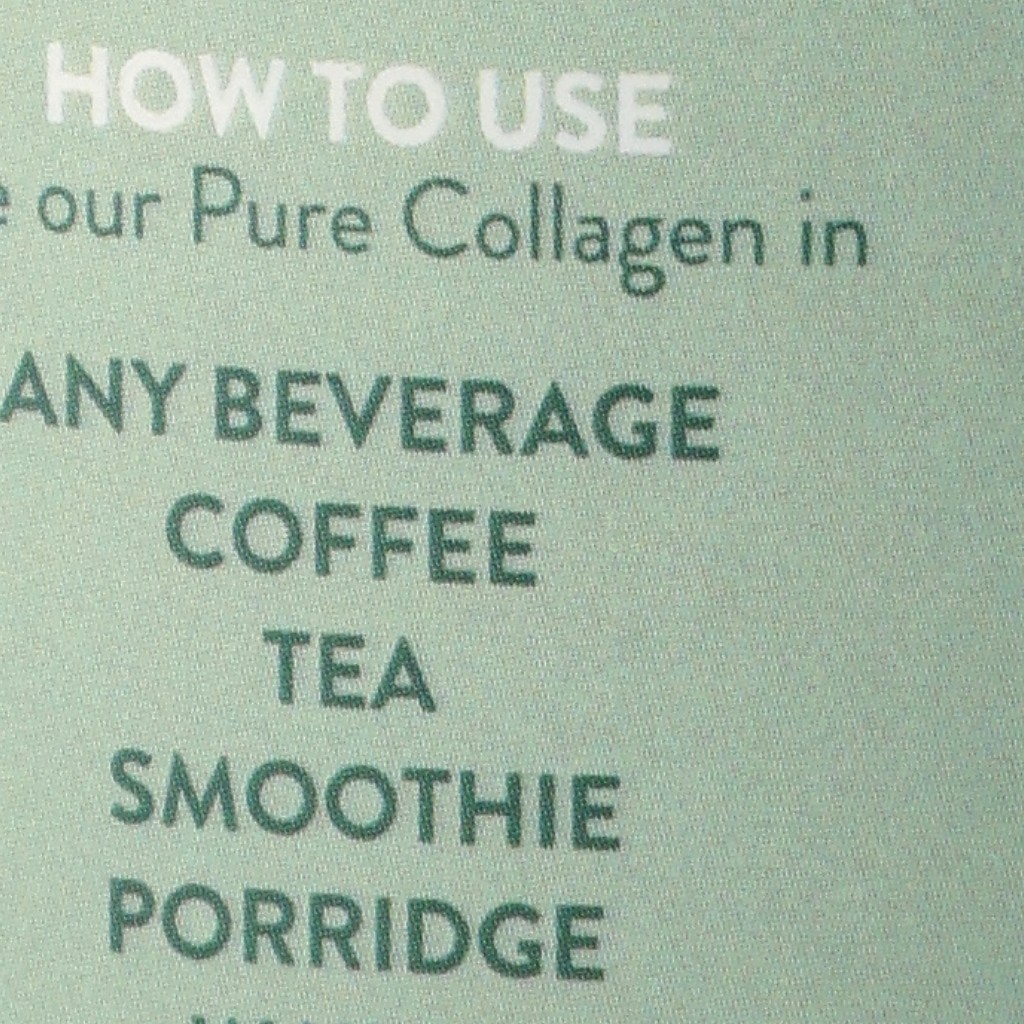 HOW TO USE
our Pure Collagen in
ANY BEVERAGE
COFFEE
TEA
SMOOTHIE
PORRIDGE